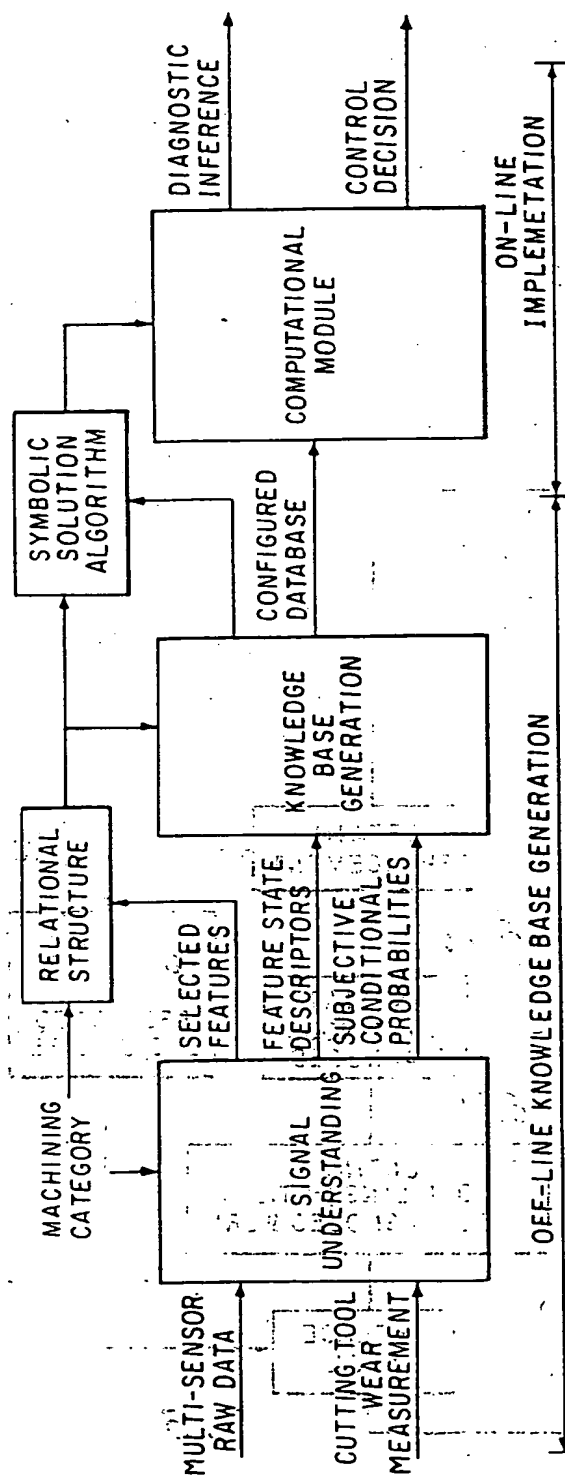 MULTI-SENSOR
RAW DATA
CUTTING TOOL
WEAR
MEASUREMENT
MACHINING
CATEGORY
SIGNAL
UNDERSTANDING
RELATIONAL
STRUCTURE
SELECTED
FEATURES
FEATURE STATE
DESCRIPTORS
SUBJECTIVE
CONDITIONAL
PROBABILITIES
KNOWLEDGE
BASE
GENERATION
SYMBOLIC
SOLUTION
ALGORITHM
CONFIGURED
DATABASE
COMPUTATIONAL
MODULE
DIAGNOSTIC
INFERENCE
CONTROL
DECISION
OFF-LINE KNOWLEDGE BASE GENERATION
ON-LINE
IMPLEMETATION